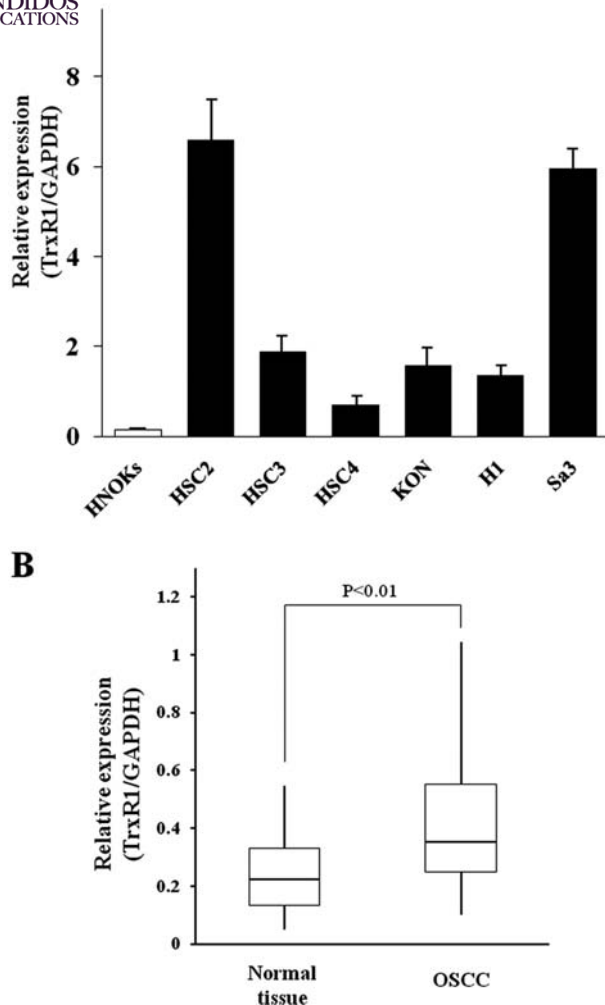 CATIONS
Relative expression
(TrxR1/GAPDH)
8
6
4
2
0
HNOKs HSC2 HSC3 HSC4 KON H1 Sa3
B
P<0.01
Relative expression
(TrxR1/GAPDH)
1.2
1
0.8
0.6
0.4
0.2
0
Normal OSCC
tissue